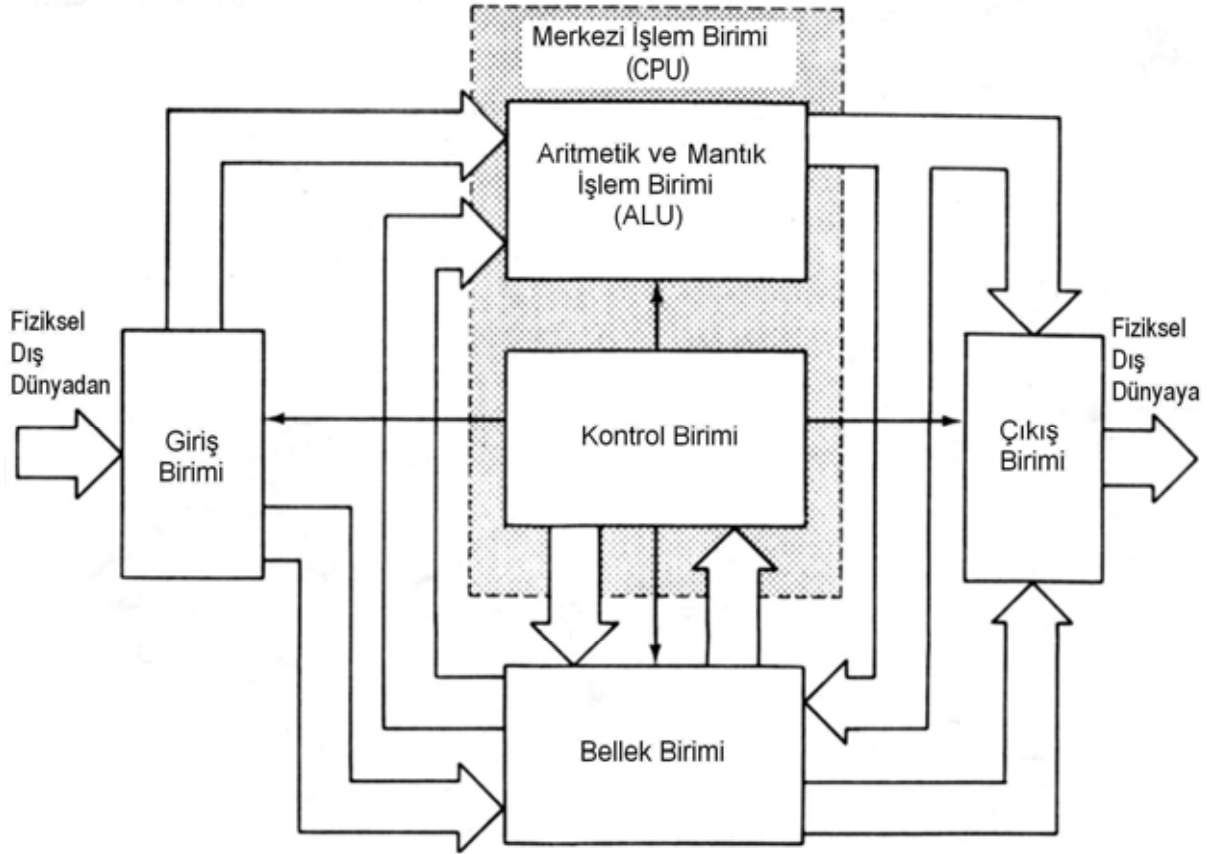 Merkezi İşlem Birimi
(CPU)
Aritmetik ve Mantık
İşlem Birimi
(ALU)
Fiziksel
Dış
Dünyadan
Giriş
Birimi
Kontrol Birimi
Çıkış
Birimi
Fiziksel
Dış
Dünyaya
Bellek Birimi